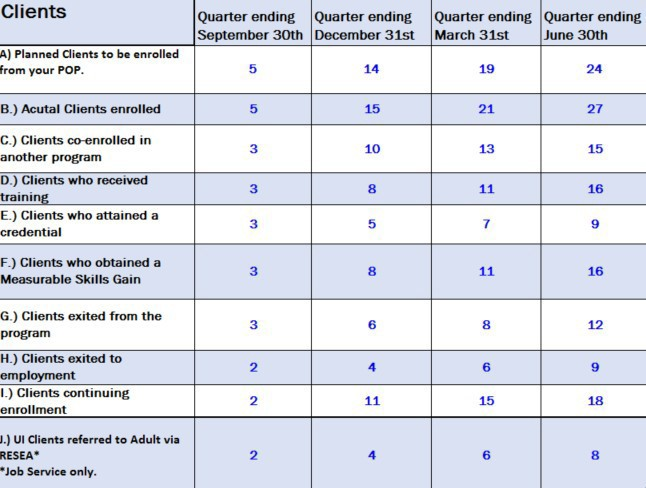 Clients
Quarter ending September 30th
Quarter ending December 31st
Quarter ending March 31st
Quarter ending June 30th
A) Planned Clients to be enrolled
from your POP.
5 14 19 24
B.) Acutal Clients enrolled 5 15 21 27
C.) Clients co-enrolled in
another program
3 10 13 15
D.) Clients who received
training
3 8 11 16
E.) Clients who attained a
credential
3 5 7 9
F.) Clients who obtained a
Measurable Skills Gain
3 8 11 16
G.) Clients exited from the
program
3 6 8 12
H.) Clients exited to
employment
2 4 6 9
I.) Clients continuing
enrollment
2 11 15 18
J.) UI Clients referred to Adult via
RESEA*
*Job Service only.
2 4 6 8